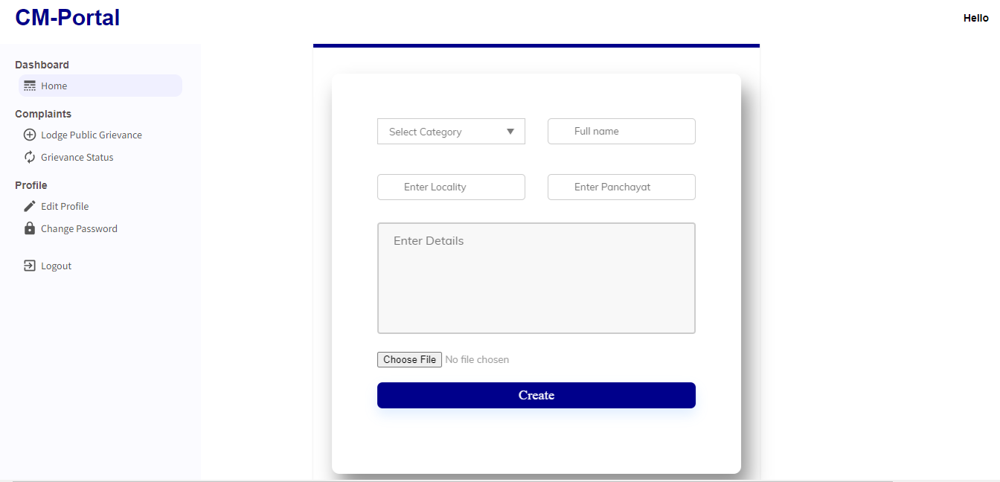 CM-Portal
Hello
Dashboard
Home
Complaints
Lodge Public Grievance
Grievance Status
Profile
Edit Profile
Change Password
Logout
Select Category
Full name
Enter Locality
Enter Panchayat
Enter Details
Choose File No file chosen
Create